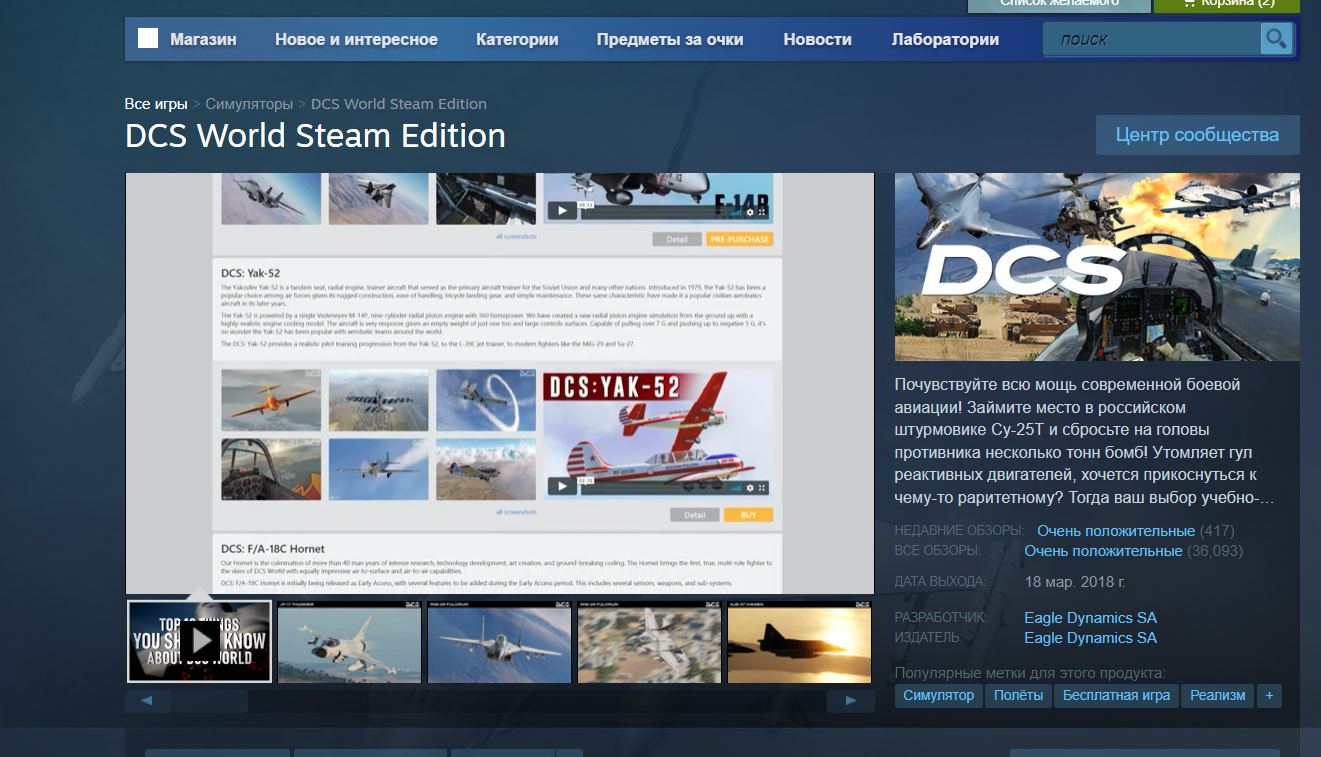 Список желаемого
Корзина (2)
Магазин
Новое и интересное
Категории
Предметы за очки
Новости
Лаборатории
поиск
Все игры > Симуляторы > DCS World Steam Edition
DCS World Steam Edition
Центр сообщества
F-14B
09:11
all screenshots
Detail
PRE-PURCHASE
DCS: Yak-52
The Yakovlev Yak-52 is a tandem seat, radial engine, trainer aircraft that served as the primary aircraft trainer for the Soviet Union and many other nations. Introduced in 1979, the Yak-52 has been a
popular choice among air forces given its rugged construction, ease of handling, tricycle landing gear, and simple maintenance. These same characteristic have made it a popular civilian aerobatics
aircraft in its later years.
The Yak-52 is powered by a single Vedeneyev M-14P, nine-cylinder radial piston engine with 360 horsepower. We have created a new radial piston engine simulation from the ground up with a
highly-realistic engine cooling model. The aircraft is very response given an empty weight of just one ton and large controls surfaces. Capable of pulling over 7 G and pushing up to negative 5 G, it's
no wonder the Yak-52 has been popular with aerobatic teams around the world.
The DCS: Yak-52 provides a realistic pilot training progression from the Yak-52, to the L-39C jet trainer, to modern fighters like the MiG-29 and Su-27.
DCS:YAK-52
02:32
all screenshots
Detail
BUY
DCS: F/A-18C Hornet
Our Hornet is the culmination of more than 40 man years of intense research, technology development, art creation, and ground-breaking coding. The Hornet brings the first, true, multi-role fighter to
the skies of DCS World with equally impressive air-to-surface and air-to-air capabilities.
DCS: F/A-18C Hornet is initially being released as Early Access, with several features to be added during the Early Access period. This includes several sensors, weapons, and sub-systems.
DCS
Почувствуйте всю мощь современной боевой
авиации! Займите место в российском
штурмовике Су-25Т и сбросьте на головы
противника несколько тонн бомб! Утомляет гул
реактивных двигателей, хочется прикоснуться к
чему-то раритетному? Тогда ваш выбор учебно-...
НЕДАВНИЕ ОБЗОРЫ: Очень положительные (417)
ВСЕ ОБЗОРЫ: Очень положительные (36,093)
ДАТА ВЫХОДА: 18 мар. 2018 г.
РАЗРАБОТЧИК: Eagle Dynamics SA
ИЗДАТЕЛЬ: Eagle Dynamics SA
Популярные метки для этого продукта:
Симулятор
Полёты
Бесплатная игра
Реализм
+
YOU KNOW
ABOUT DCS WORLD
JF-17 THUNDER
DCS
MIG-29 FULCRUM
DCS
MIG-29 FULCRUM
DCS
AJS-37 VIGGEN
DCS